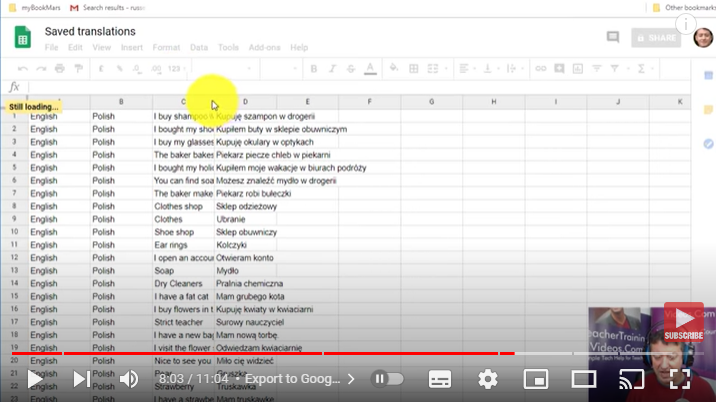 myBookMars Search results - russ Other bookmarks
Saved translations
SHARE
File Edit View Insert Format Data Tools Add-ons Help
£ % .0 .00 123 B I S A Σ
fx
B C D E F G H I J K
Still loading...
1 English Polish I buy shampoo Kupuję szampon w drogerii
2 English Polish I bought my sho Kupiłem buty w sklepie obuwniczym
3 English Polish I buy my glasses Kupuję okulary w optykach
4 English Polish The baker bakes Piekarz piecze chleb w piekarni
5 English Polish I bought my holi Kupiłem moje wakacje w biurach podróży
6 English Polish You can find soa Możesz znaleźć mydło w drogerii
7 English Polish The baker make Piekarz robi bułeczki
8 English Polish Clothes shop Sklep odzieżowy
9 English Polish Clothes Ubranie
10 English Polish Shoe shop Sklep obuwniczy
11 English Polish Ear rings Kolczyki
12 English Polish I open an accou Otwieram konto
13 English Polish Soap Mydło
14 English Polish Dry Cleaners Pralnia chemiczna
15 English Polish I have a fat cat Mam grubego kota
16 English Polish I buy flowers in t Kupuję kwiaty w kwiaciarni
17 English Polish Strict teacher Surowy nauczyciel
18 English Polish I have a new bag Mam nową torbę
19 English Polish I visit the flower Odwiedzam kwiaciarnię
20 English Polish Nice to see you Miło cię widzieć
English Polish Gruszka
22 English Polish Strawberry Truskawka
23 English Polish I have a strawbe Mam truskawkę
SUBSCRIBE
8:03 / 11:04 • Export to Goog...